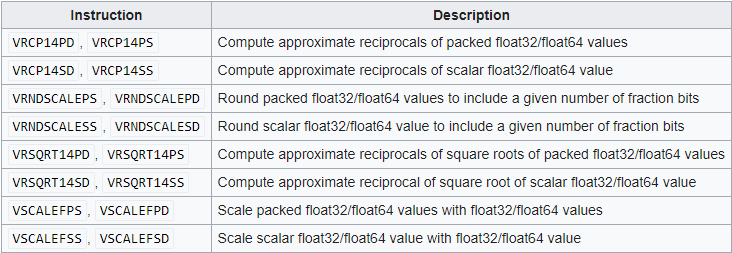 Instruction Description
VRCP14PD, VRCP14PS Compute approximate reciprocals of packed float32/float64 values
VRCP14SD, VRCP14SS Compute approximate reciprocals of scalar float32/float64 value
VRNDSCALEPS, VRNDSCALEPD Round packed float32/float64 values to include a given number of fraction bits
VRNDSCALESS, VRNDSCALESD Round scalar float32/float64 value to include a given number of fraction bits
VRSQRT14PD, VRSQRT14PS Compute approximate reciprocals of square roots of packed float32/float64 values
VRSQRT14SD, VRSQRT14SS Compute approximate reciprocal of square root of scalar float32/float64 value
VSCALEFPS, VSCALEFPD Scale packed float32/float64 values with float32/float64 values
VSCALEFSS, VSCALEFSD Scale scalar float32/float64 value with float32/float64 value